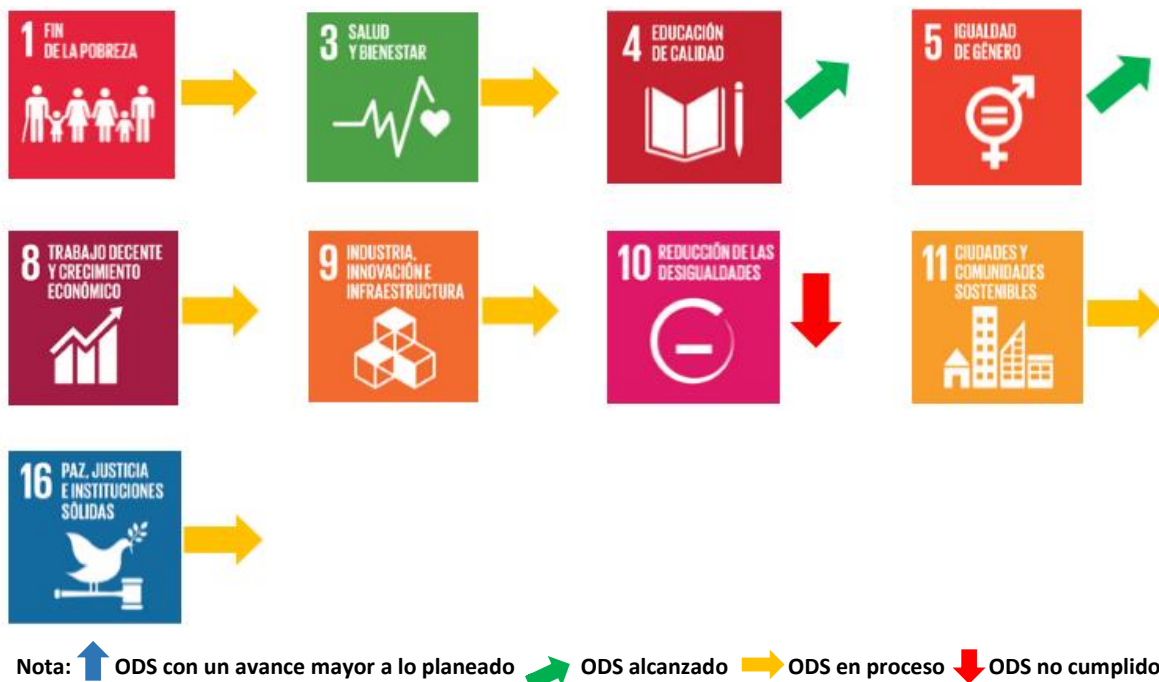 1 FIN
DE LA POBREZA
3 SALUD
Y BIENESTAR
4 EDUCACIÓN
DE CALIDAD
5 IGUALDAD
DE GÉNERO
8 TRABAJO DECENTE
Y CRECIMIENTO
ECONÓMICO
9 INDUSTRIA,
INNOVACIÓN E
INFRAESTRUCTURA
10 REDUCCIÓN DE LAS
DESIGUALDADES
11 CIUDADES Y
COMUNIDADES
SOSTENIBLES
16 PAZ, JUSTICIA
E INSTITUCIONES
SÓLIDAS
Nota: ODS con un avance mayor a lo planeado ODS alcanzado ODS en proceso ODS no cumplido